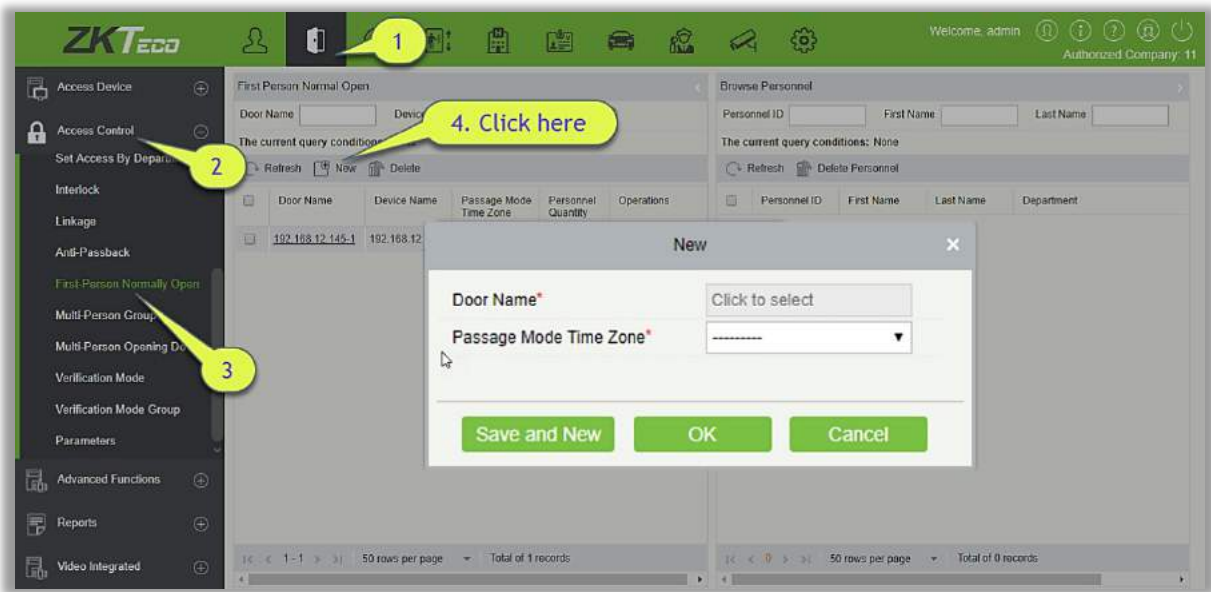 ZKTECO
1
Welcome, admin
Authorized Company: 11
Access Device
Access Control
2
Set Access By
Interlock
Linkage
Anti-Passback
First-Person Normally Open
3
Multi-Person Group
Multi-Person Opening
Verification Mode
Verification Mode Group
Parameters
Advanced Functions
Reports
Video Integrated
First Person Normal Open
Door Name
4. Click here
The current query
Refresh New Delete
Door Name Device Name Passage Mode Time Zone Personnel Quantity Operations
192.168.12.145-1 192.168.12
1-1 50 rows per page Total of 1 records
Browse Personnel
Personnel ID First Name Last Name
The current query conditions: None
Refresh Delete Personnel
Personnel ID First Name Last Name Department
0 50 rows per page Total of 0 records
New
Door Name* Click to select
Passage Mode Time Zone* ---------
Save and New OK Cancel